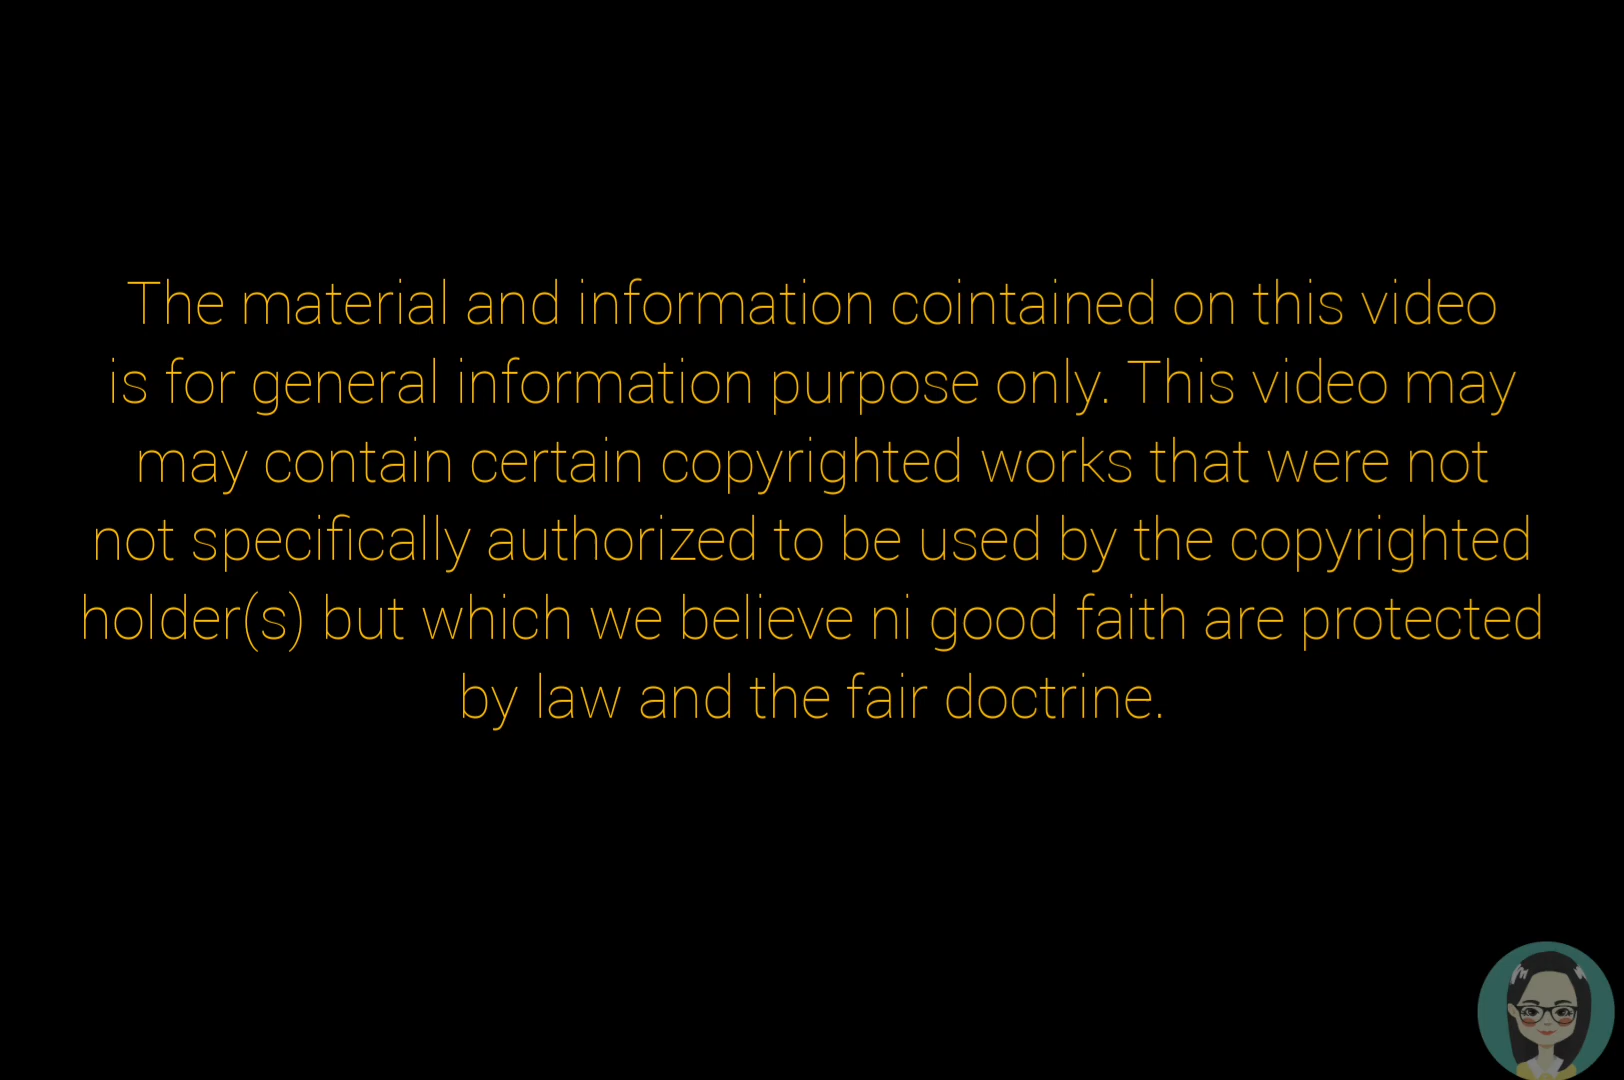 The material and information cointained on this video
is for general information purpose only. This video may
may contain certain copyrighted works that were not
not specifically authorized to be used by the copyrighted
holder(s) but which we believe ni good faith are protected
by law and the fair doctrine.